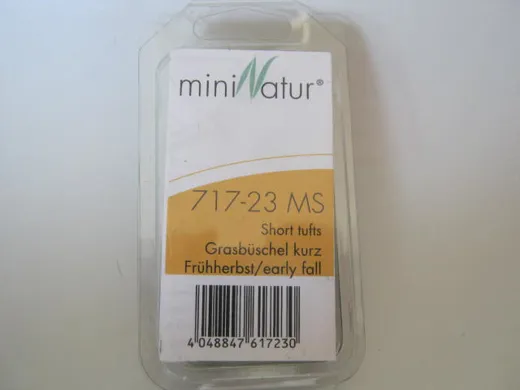 miniNatur®
717-23 MS
Short tufts
Grasbüschel kurz
Frühherbst/early fall
4 048847 617230